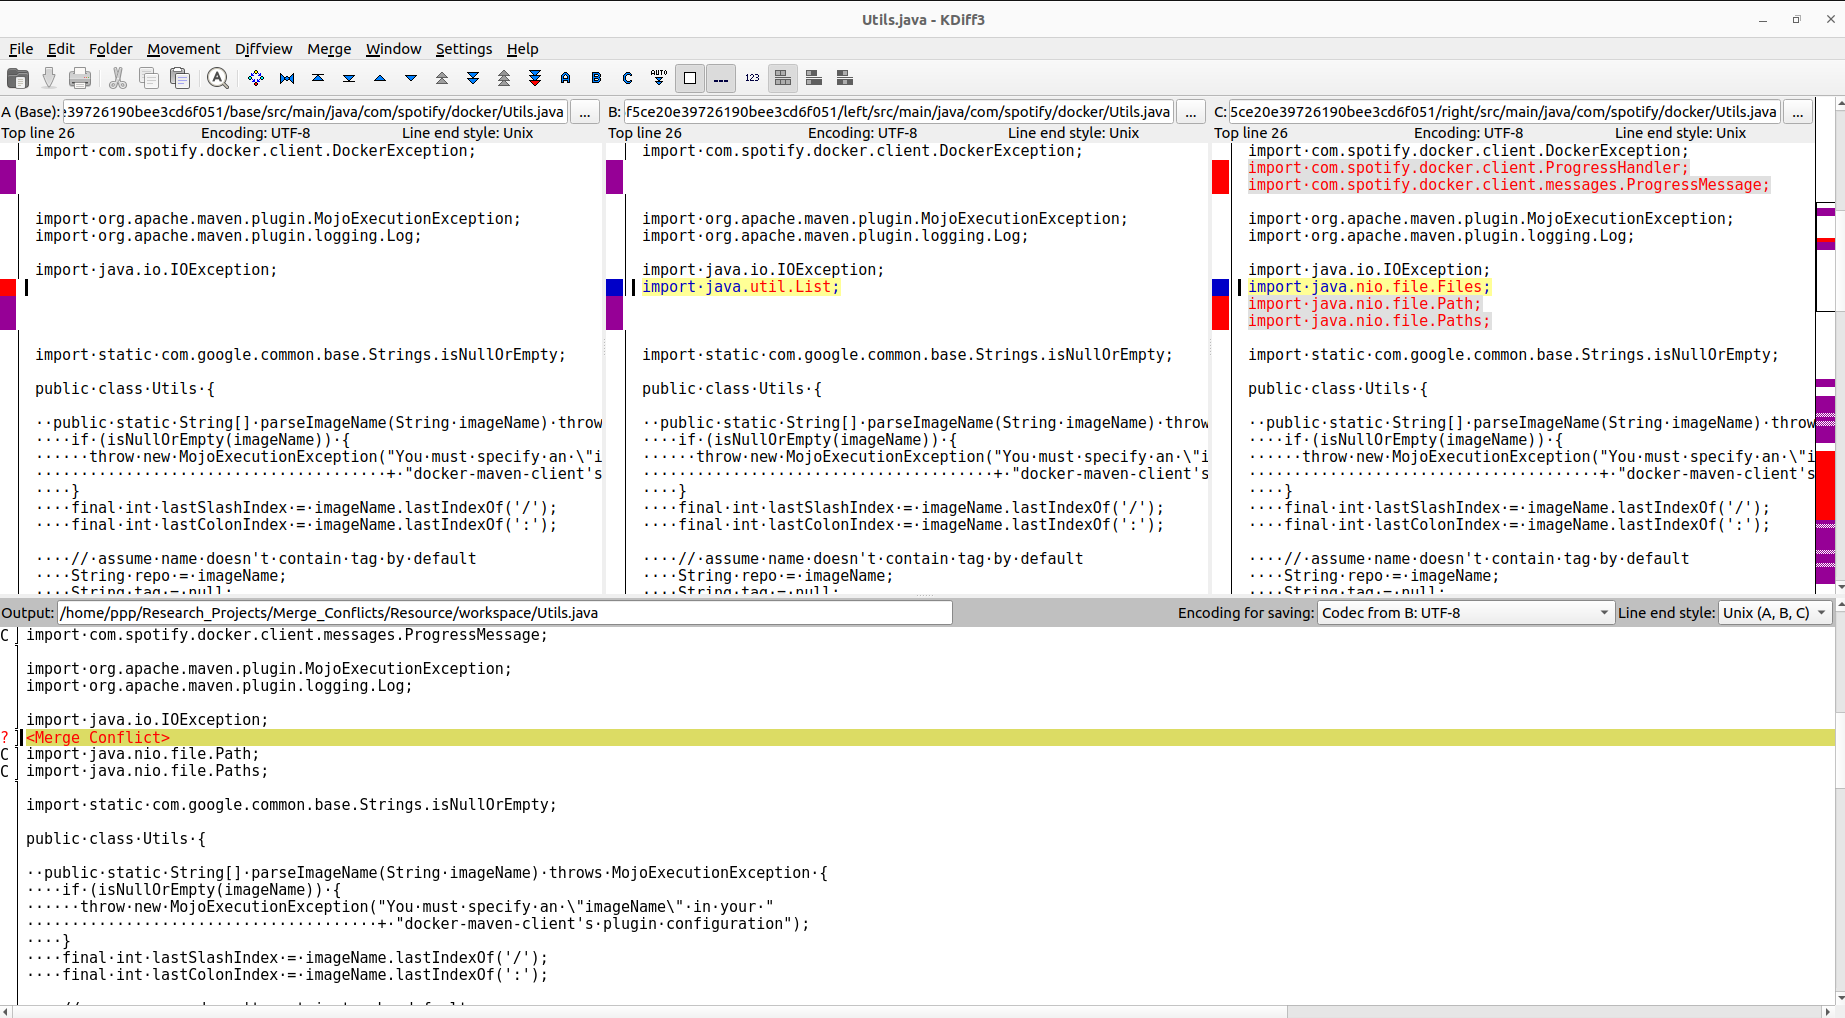 Utils.java - KDiff3
File Edit Folder Movement Diffview Merge Window Settings Help
A B C AUTO 123
A (Base): e39726190bee3cd6f051/base/src/main/java/com/spotify/docker/Utils.java ...
Top line 26 Encoding: UTF-8 Line end style: Unix
import·com.spotify.docker.client.DockerException;
import·org.apache.maven.plugin.MojoExecutionException;
import·org.apache.maven.plugin.logging.Log;
import·java.io.IOException;
import·static·com.google.common.base.Strings.isNullOrEmpty;
public·class·Utils·{
··public·static·String[]·parseImageName(String·imageName)·throw
····if·(isNullOrEmpty(imageName))·{
······throw·new·MojoExecutionException("You·must·specify·an·\"i
·······································+·"docker-maven-client's
····}
····final·int·lastSlashIndex·=·imageName.lastIndexOf('/');
····final·int·lastColonIndex·=·imageName.lastIndexOf(':');
····//·assume·name·doesn't·contain·tag·by·default
····String·repo·=·imageName;
····String·tag·=·null;
B: f5ce20e39726190bee3cd6f051/left/src/main/java/com/spotify/docker/Utils.java ...
Top line 26 Encoding: UTF-8 Line end style: Unix
import·com.spotify.docker.client.DockerException;
import·org.apache.maven.plugin.MojoExecutionException;
import·org.apache.maven.plugin.logging.Log;
import·java.io.IOException;
import·java.util.List;
import·static·com.google.common.base.Strings.isNullOrEmpty;
public·class·Utils·{
··public·static·String[]·parseImageName(String·imageName)·throw
····if·(isNullOrEmpty(imageName))·{
······throw·new·MojoExecutionException("You·must·specify·an·\"i
·······································+·"docker-maven-client's
····}
····final·int·lastSlashIndex·=·imageName.lastIndexOf('/');
····final·int·lastColonIndex·=·imageName.lastIndexOf(':');
····//·assume·name·doesn't·contain·tag·by·default
····String·repo·=·imageName;
····String·tag·=·null;
C: 5ce20e39726190bee3cd6f051/right/src/main/java/com/spotify/docker/Utils.java ...
Top line 26 Encoding: UTF-8 Line end style: Unix
import·com.spotify.docker.client.DockerException;
import·com.spotify.docker.client.ProgressHandler;
import·com.spotify.docker.client.messages.ProgressMessage;
import·org.apache.maven.plugin.MojoExecutionException;
import·org.apache.maven.plugin.logging.Log;
import·java.io.IOException;
import·java.nio.file.Files;
import·java.nio.file.Path;
import·java.nio.file.Paths;
import·static·com.google.common.base.Strings.isNullOrEmpty;
public·class·Utils·{
··public·static·String[]·parseImageName(String·imageName)·throw
····if·(isNullOrEmpty(imageName))·{
······throw·new·MojoExecutionException("You·must·specify·an·\"i
·······································+·"docker-maven-client's
····}
····final·int·lastSlashIndex·=·imageName.lastIndexOf('/');
····final·int·lastColonIndex·=·imageName.lastIndexOf(':');
····//·assume·name·doesn't·contain·tag·by·default
····String·repo·=·imageName;
····String·tag·=·null;
Output: /home/ppp/Research_Projects/Merge_Conflicts/Resource/workspace/Utils.java Encoding for saving: Codec from B: UTF-8 Line end style: Unix (A, B, C)
C import·com.spotify.docker.client.messages.ProgressMessage;
import·org.apache.maven.plugin.MojoExecutionException;
import·org.apache.maven.plugin.logging.Log;
import·java.io.IOException;
? <Merge Conflict>
C import·java.nio.file.Path;
C import·java.nio.file.Paths;
import·static·com.google.common.base.Strings.isNullOrEmpty;
public·class·Utils·{
··public·static·String[]·parseImageName(String·imageName)·throws·MojoExecutionException·{
····if·(isNullOrEmpty(imageName))·{
······throw·new·MojoExecutionException("You·must·specify·an·\"imageName\"·in·your·"
·······································+·"docker-maven-client's·plugin·configuration");
····}
····final·int·lastSlashIndex·=·imageName.lastIndexOf('/');
····final·int·lastColonIndex·=·imageName.lastIndexOf(':');